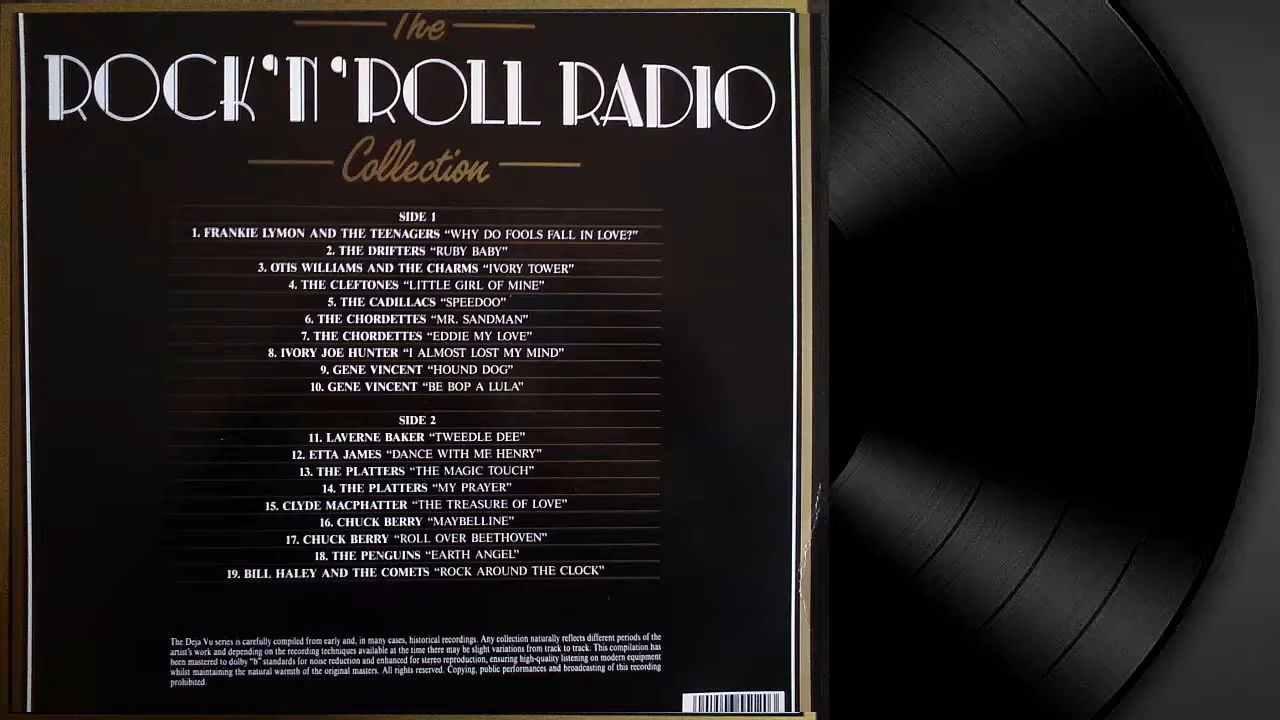 The
ROCK‘N‘ROLL RADIO
Collection
SIDE 1
1. FRANKIE LYMON AND THE TEENAGERS “WHY DO FOOLS FALL IN LOVE?”
2. THE DRIFTERS “RUBY BABY”
3. OTIS WILLIAMS AND THE CHARMS “IVORY TOWER”
4. THE CLEFTONES “LITTLE GIRL OF MINE”
5. THE CADILLACS “SPEEDOO”
6. THE CHORDETTES “MR. SANDMAN”
7. THE CHORDETTES “EDDIE MY LOVE”
8. IVORY JOE HUNTER “I ALMOST LOST MY MIND”
9. GENE VINCENT “HOUND DOG”
10. GENE VINCENT “BE BOP A LULA”
SIDE 2
11. LAVERNE BAKER “TWEEDLE DEE”
12. ETTA JAMES “DANCE WITH ME HENRY”
13. THE PLATTERS “THE MAGIC TOUCH”
14. THE PLATTERS “MY PRAYER”
15. CLYDE MACPHATTER “THE TREASURE OF LOVE”
16. CHUCK BERRY “MAYBELLINE”
17. CHUCK BERRY “ROLL OVER BEETHOVEN”
18. THE PENGUINS “EARTH ANGEL”
19. BILL HALEY AND THE COMETS “ROCK AROUND THE CLOCK”
The Deja Vu series is carefully compiled from early and, in many cases, historical recordings. Any collection naturally reflects different periods of the
artist's work and depending on the recording techniques available at the time there may be slight variations from track to track. This compilation has
been mastered to dolby “b” standards for noise reduction and enhanced for stereo reproduction, ensuring high-quality listening on modern equipment
whilst maintaining the natural warmth of the original masters. All rights reserved. Copying, public performances and broadcasting of this recording
prohibited.